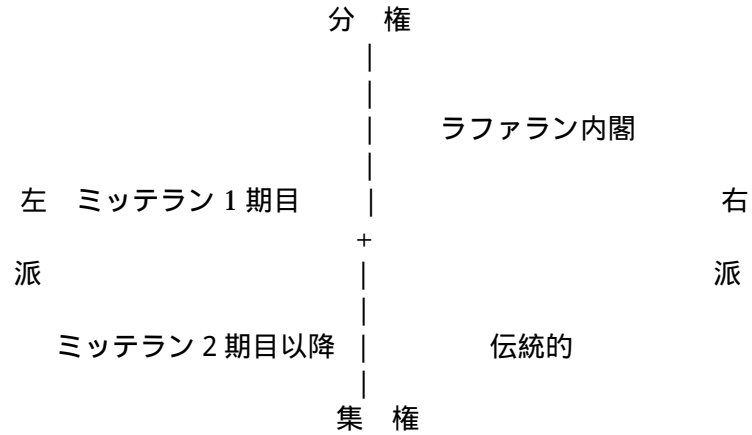 分　権
|
|
|　ラファラン内閣
|
左　ミッテラン１期目　|　右
+
派　|　派
|
ミッテラン２期目以降　|　伝統的
|
集　権